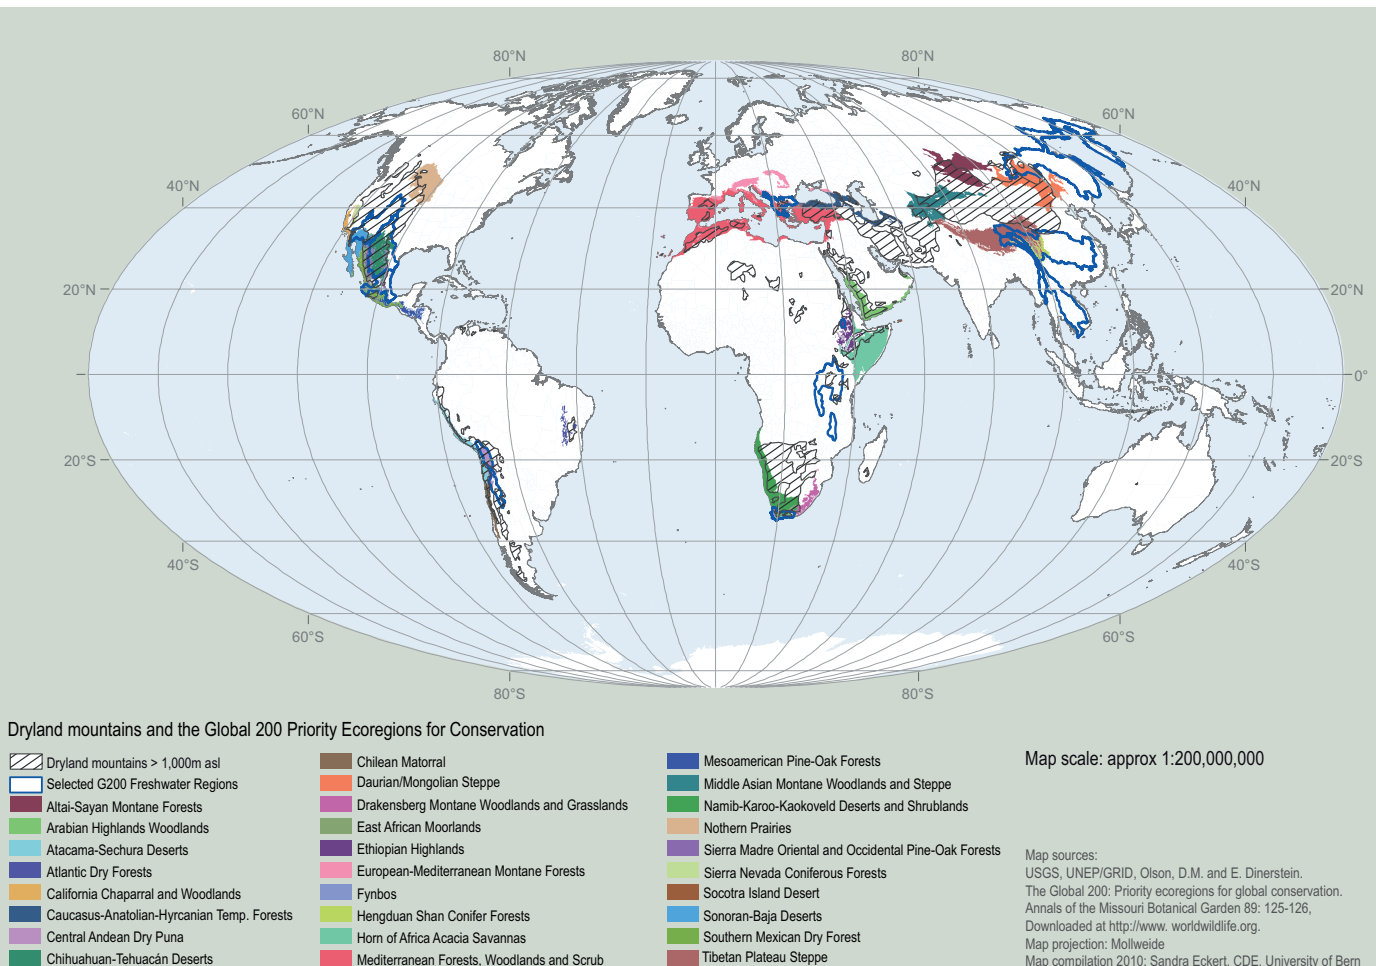 80°N
80°N
60°N
60°N
40°N
40°N
20°N
20°N
0°
20°S
20°S
40°S
40°S
60°S
60°S
80°S
80°S
Dryland mountains and the Global 200 Priority Ecoregions for Conservation
Dryland mountains > 1,000m asl
Selected G200 Freshwater Regions
Altai-Sayan Montane Forests
Arabian Highlands Woodlands
Atacama-Sechura Deserts
Atlantic Dry Forests
California Chaparral and Woodlands
Caucasus-Anatolian-Hyrcanian Temp. Forests
Central Andean Dry Puna
Chihuahuan-Tehuacán Deserts
Chilean Matorral
Daurian/Mongolian Steppe
Drakensberg Montane Woodlands and Grasslands
East African Moorlands
Ethiopian Highlands
European-Mediterranean Montane Forests
Fynbos
Hengduan Shan Conifer Forests
Horn of Africa Acacia Savannas
Mediterranean Forests, Woodlands and Scrub
Mesoamerican Pine-Oak Forests
Middle Asian Montane Woodlands and Steppe
Namib-Karoo-Kaokoveld Deserts and Shrublands
Nothern Prairies
Sierra Madre Oriental and Occidental Pine-Oak Forests
Sierra Nevada Coniferous Forests
Socotra Island Desert
Sonoran-Baja Deserts
Southern Mexican Dry Forest
Tibetan Plateau Steppe
Map scale: approx 1:200,000,000
Map sources:
USGS, UNEP/GRID, Olson, D.M. and E. Dinerstein.
The Global 200: Priority ecoregions for global conservation.
Annals of the Missouri Botanical Garden 89: 125-126,
Downloaded at http://www. worldwildlife.org.
Map projection: Mollweide
Map compilation 2010: Sandra Eckert, CDE, University of Bern